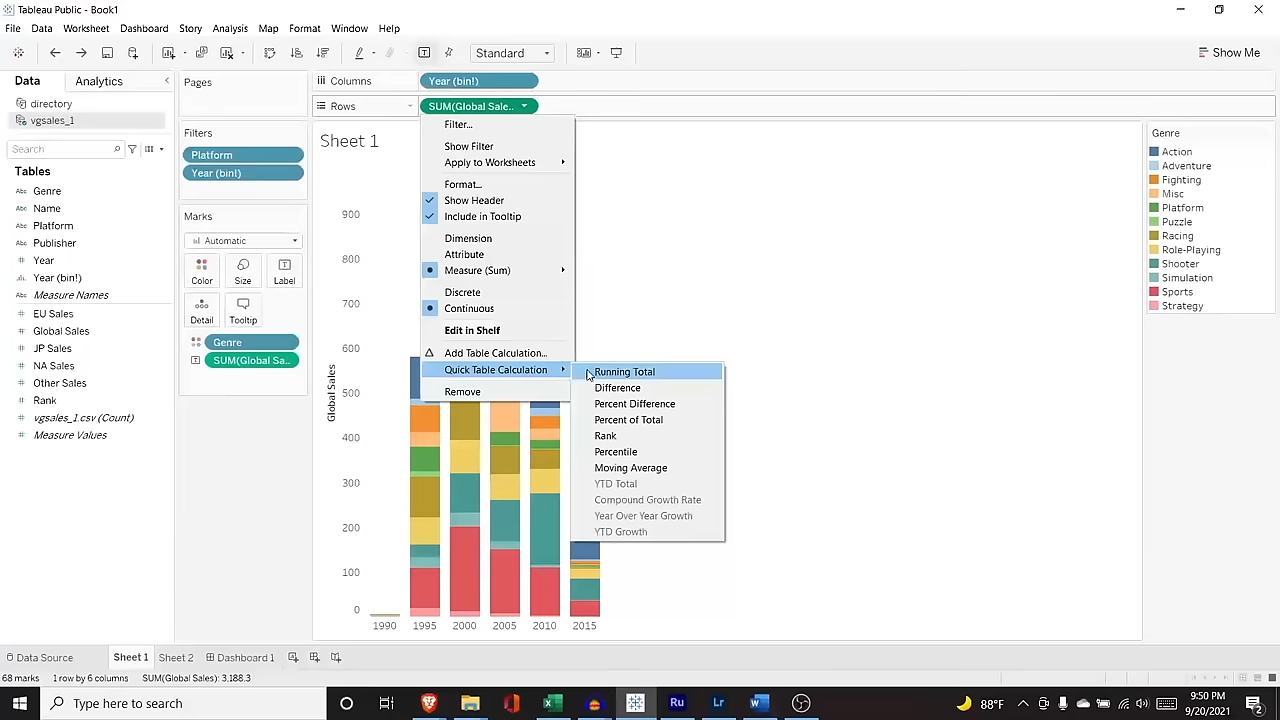 Tableau Public - Book1
File Data Worksheet Dashboard Story Analysis Map Format Window Help
Standard
Show Me
Data Analytics
directory
vgsales_1
Search
Tables
Abc Genre
Abc Name
Abc Platform
Abc Publisher
# Year
Year (bin!)
Abc Measure Names
# EU Sales
# Global Sales
# JP Sales
# NA Sales
# Other Sales
# Rank
# vgsales_1.csv (Count)
# Measure Values
Pages
Filters
Platform
Year (bin!)
Marks
Automatic
Color Size Label
Detail Tooltip
Genre
SUM(Global Sa..
Columns Year (bin!)
Rows SUM(Global Sale..
Sheet 1
Filter...
Show Filter
Apply to Worksheets
Format...
Show Header
Include in Tooltip
Dimension
Attribute
Measure (Sum)
Discrete
Continuous
Edit in Shelf
Add Table Calculation...
Quick Table Calculation
Remove
Running Total
Difference
Percent Difference
Percent of Total
Rank
Percentile
Moving Average
YTD Total
Compound Growth Rate
Year Over Year Growth
YTD Growth
Global Sales
900
800
700
600
500
400
300
200
100
0
1990 1995 2000 2005 2010 2015
Genre
Action
Adventure
Fighting
Misc
Platform
Puzzle
Racing
Role-Playing
Shooter
Simulation
Sports
Strategy
Data Source Sheet 1 Sheet 2 Dashboard 1
68 marks 1 row by 6 columns SUM(Global Sales): 3,188.3
Type here to search
Ru
Lr
88°F
9:50 PM
9/20/2021
2